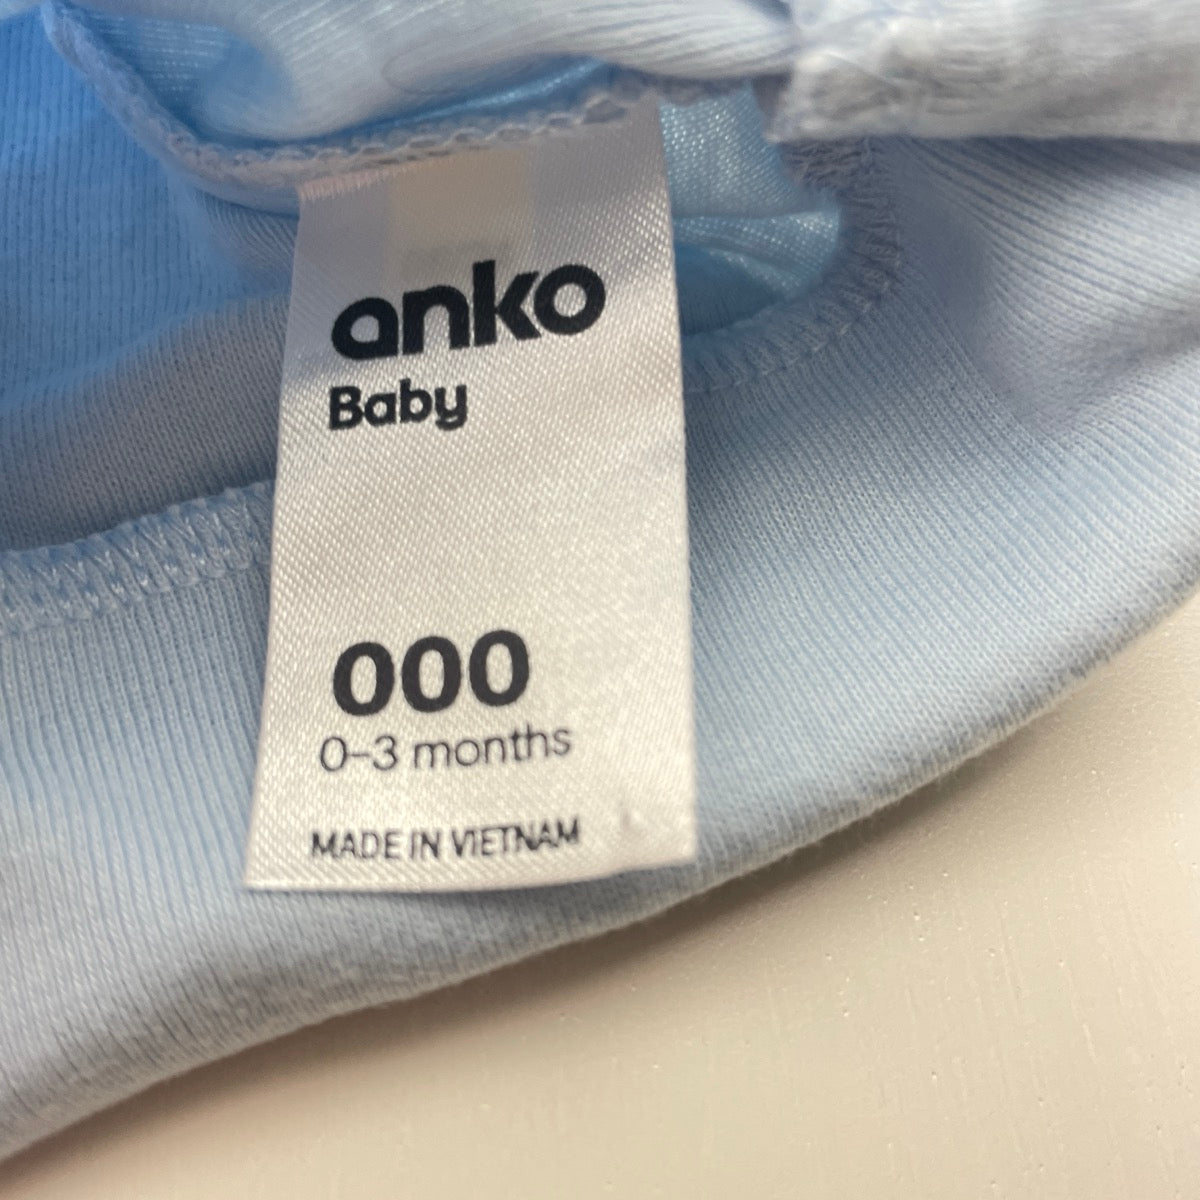 anko
Baby
000
0-3 months
MADE IN VIETNAM